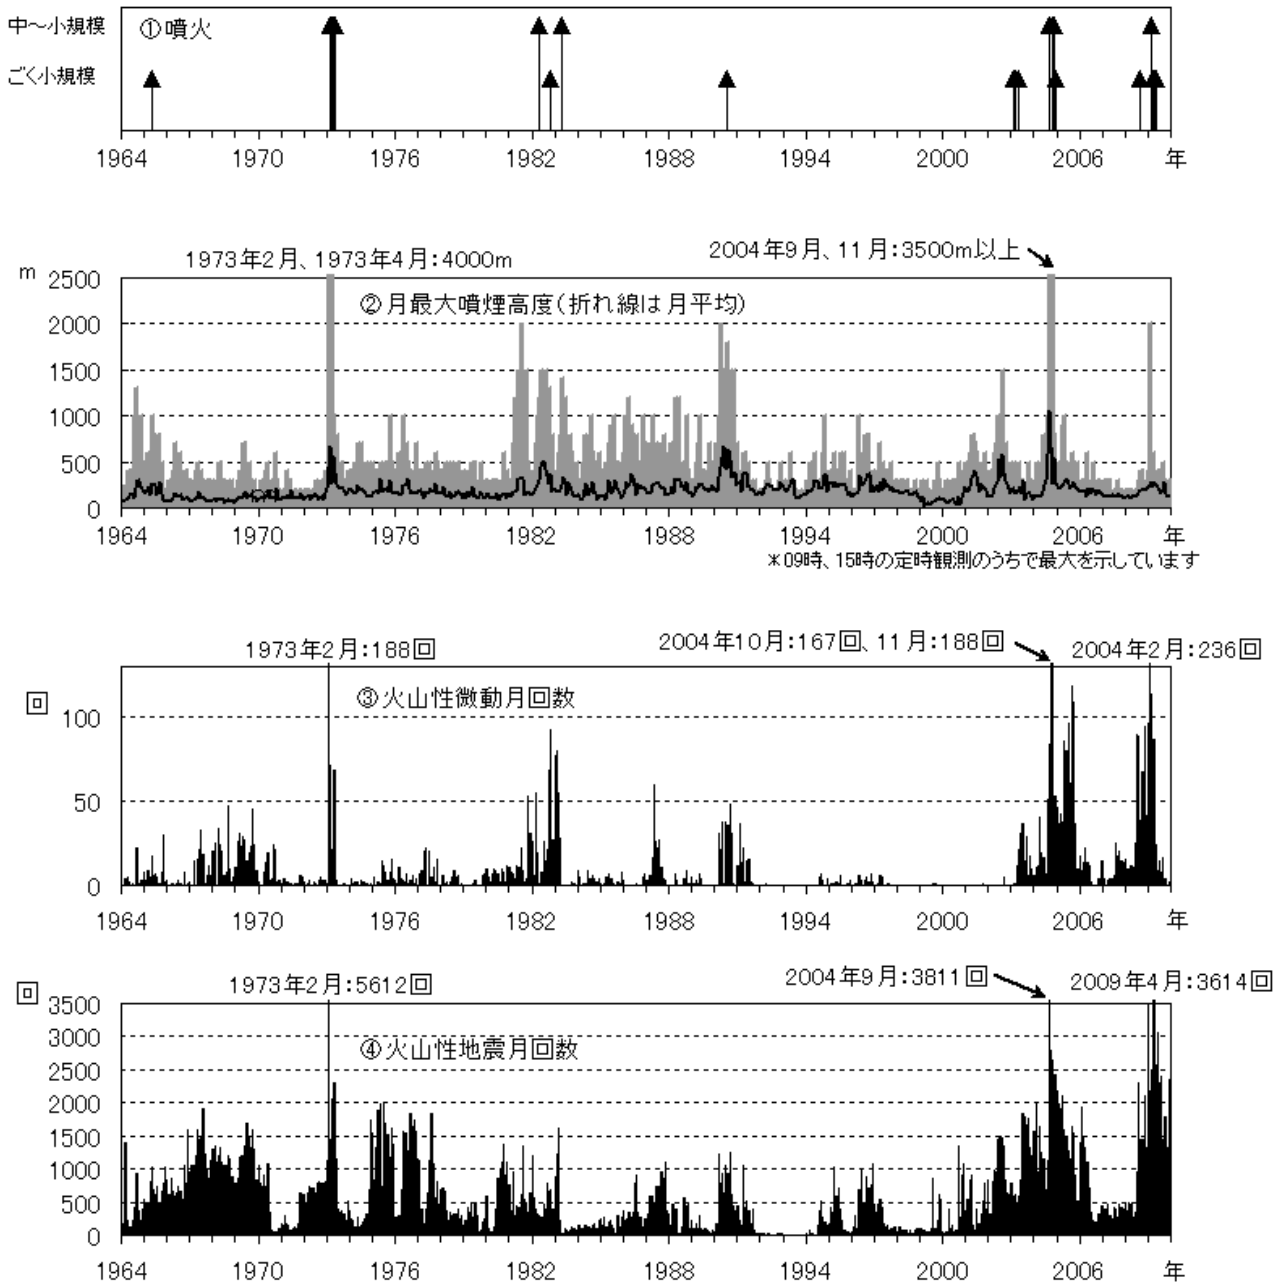 中～小規模
①噴火
ごく小規模
1964 1970 1976 1982 1988 1994 2000 2006 年
1973年2月、1973年4月:4000m
2004年9月、11月:3500m以上
m
2500
②月最大噴煙高度(折れ線は月平均)
2000
1500
1000
500
0
1964 1970 1976 1982 1988 1994 2000 2006 年
*09時、15時の定時観測のうちで最大を示しています
1973年2月:188回
2004年10月:167回、11月:188回
2004年2月:236回
回
③火山性微動月回数
100
50
0
1964 1970 1976 1982 1988 1994 2000 2006 年
1973年2月:5612回
2004年9月:3811回
2009年4月:3614回
回
3500
3000
④火山性地震月回数
2500
2000
1500
1000
500
0
1964 1970 1976 1982 1988 1994 2000 2006 年